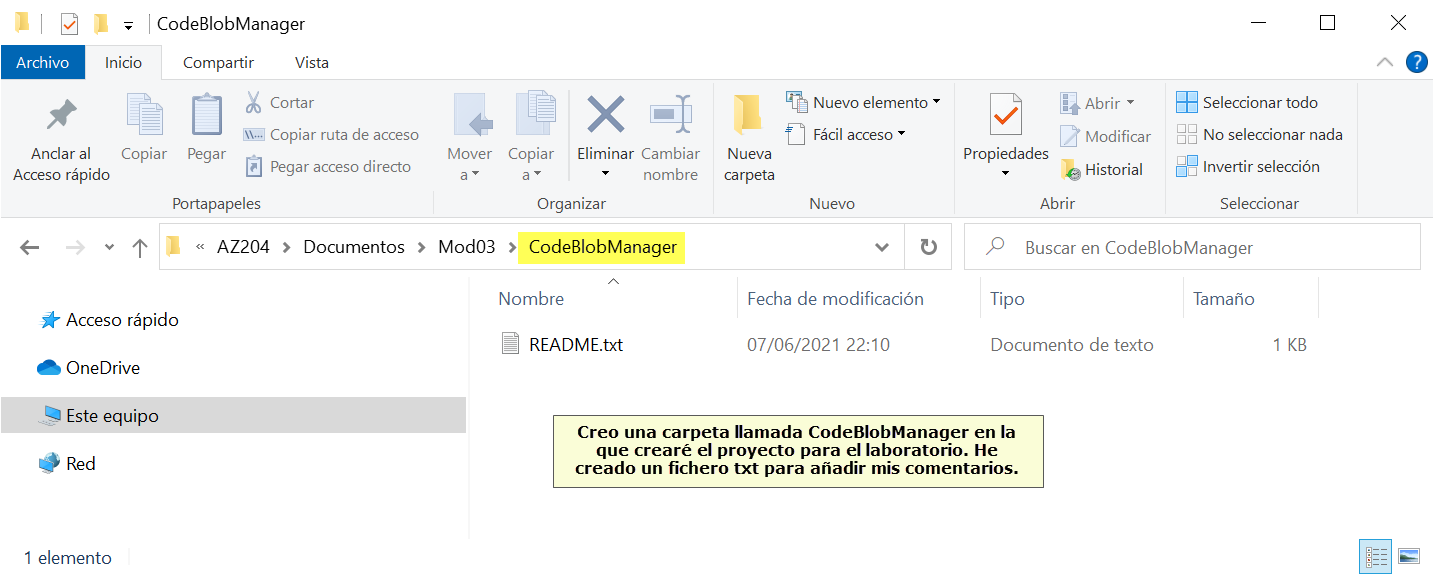 CodeBlobManager
Archivo
Inicio
Compartir
Vista
?
Anclar al
Acceso rápido
Copiar
Pegar
Cortar
Copiar ruta de acceso
Pegar acceso directo
Portapapeles
Mover
a
Copiar
a
Eliminar
Cambiar
nombre
Organizar
Nueva
carpeta
Nuevo elemento
Fácil acceso
Nuevo
Propiedades
Abrir
Modificar
Historial
Abrir
Seleccionar todo
No seleccionar nada
Invertir selección
Seleccionar
« AZ204 > Documentos > Mod03 > CodeBlobManager
Buscar en CodeBlobManager
Acceso rápido
OneDrive
Este equipo
Red
Nombre Fecha de modificación Tipo Tamaño
README.txt 07/06/2021 22:10 Documento de texto 1 KB
Creo una carpeta llamada CodeBlobManager en la
que crearé el proyecto para el laboratorio. He
creado un fichero txt para añadir mis comentarios.
1 elemento